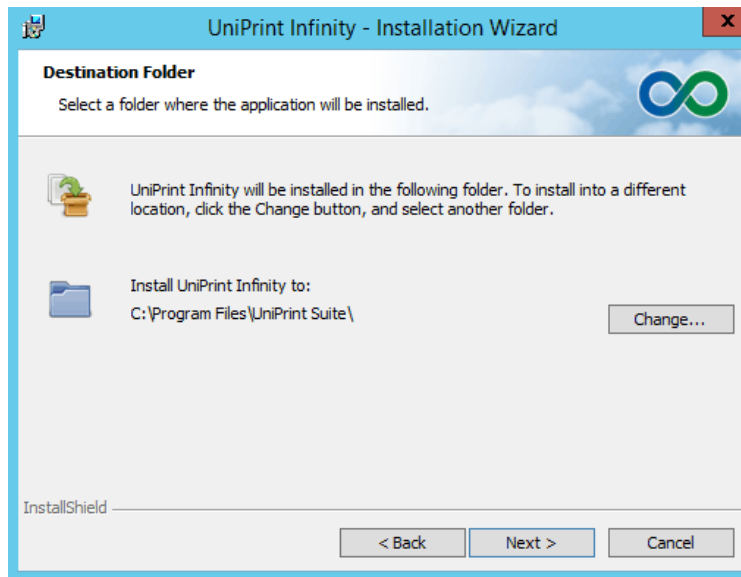 UniPrint Infinity - Installation Wizard
x
Destination Folder
Select a folder where the application will be installed.
UniPrint Infinity will be installed in the following folder. To install into a different
location, click the Change button, and select another folder.
Install UniPrint Infinity to:
C:\Program Files\UniPrint Suite\
Change...
InstallShield
< Back
Next >
Cancel